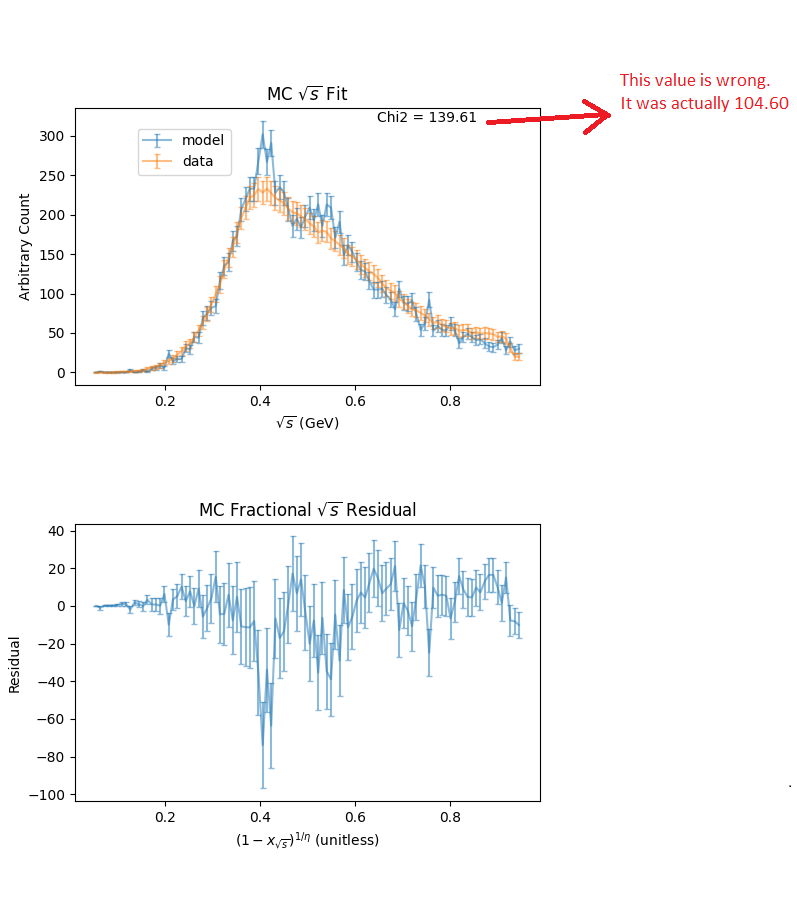 This value is wrong.
It was actually 104.60
MC √s Fit
Chi2 = 139.61
model
data
300
250
200
150
100
50
0
Arbitrary Count
0.2 0.4 0.6 0.8
√s (GeV)
MC Fractional √s Residual
40
20
0
−20
−40
−60
−80
−100
Residual
0.2 0.4 0.6 0.8
(1 − x_√s)^{1/η} (unitless)